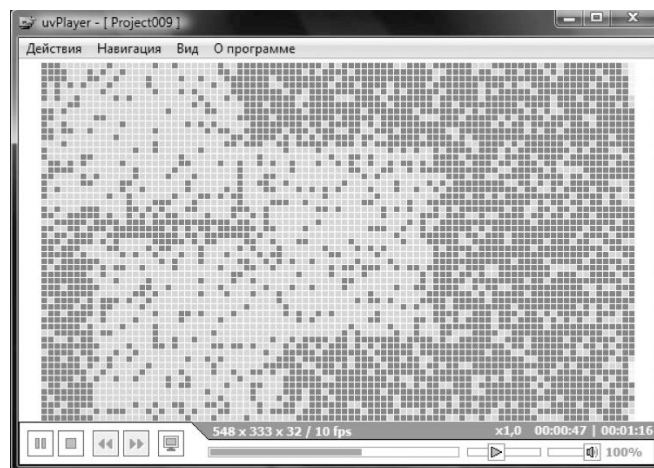 uvPlayer - [ Project009 ]
Действия Навигация Вид О программе
548 x 333 x 32 / 10 fps x1,0 00:00:47 | 00:01:16
100%